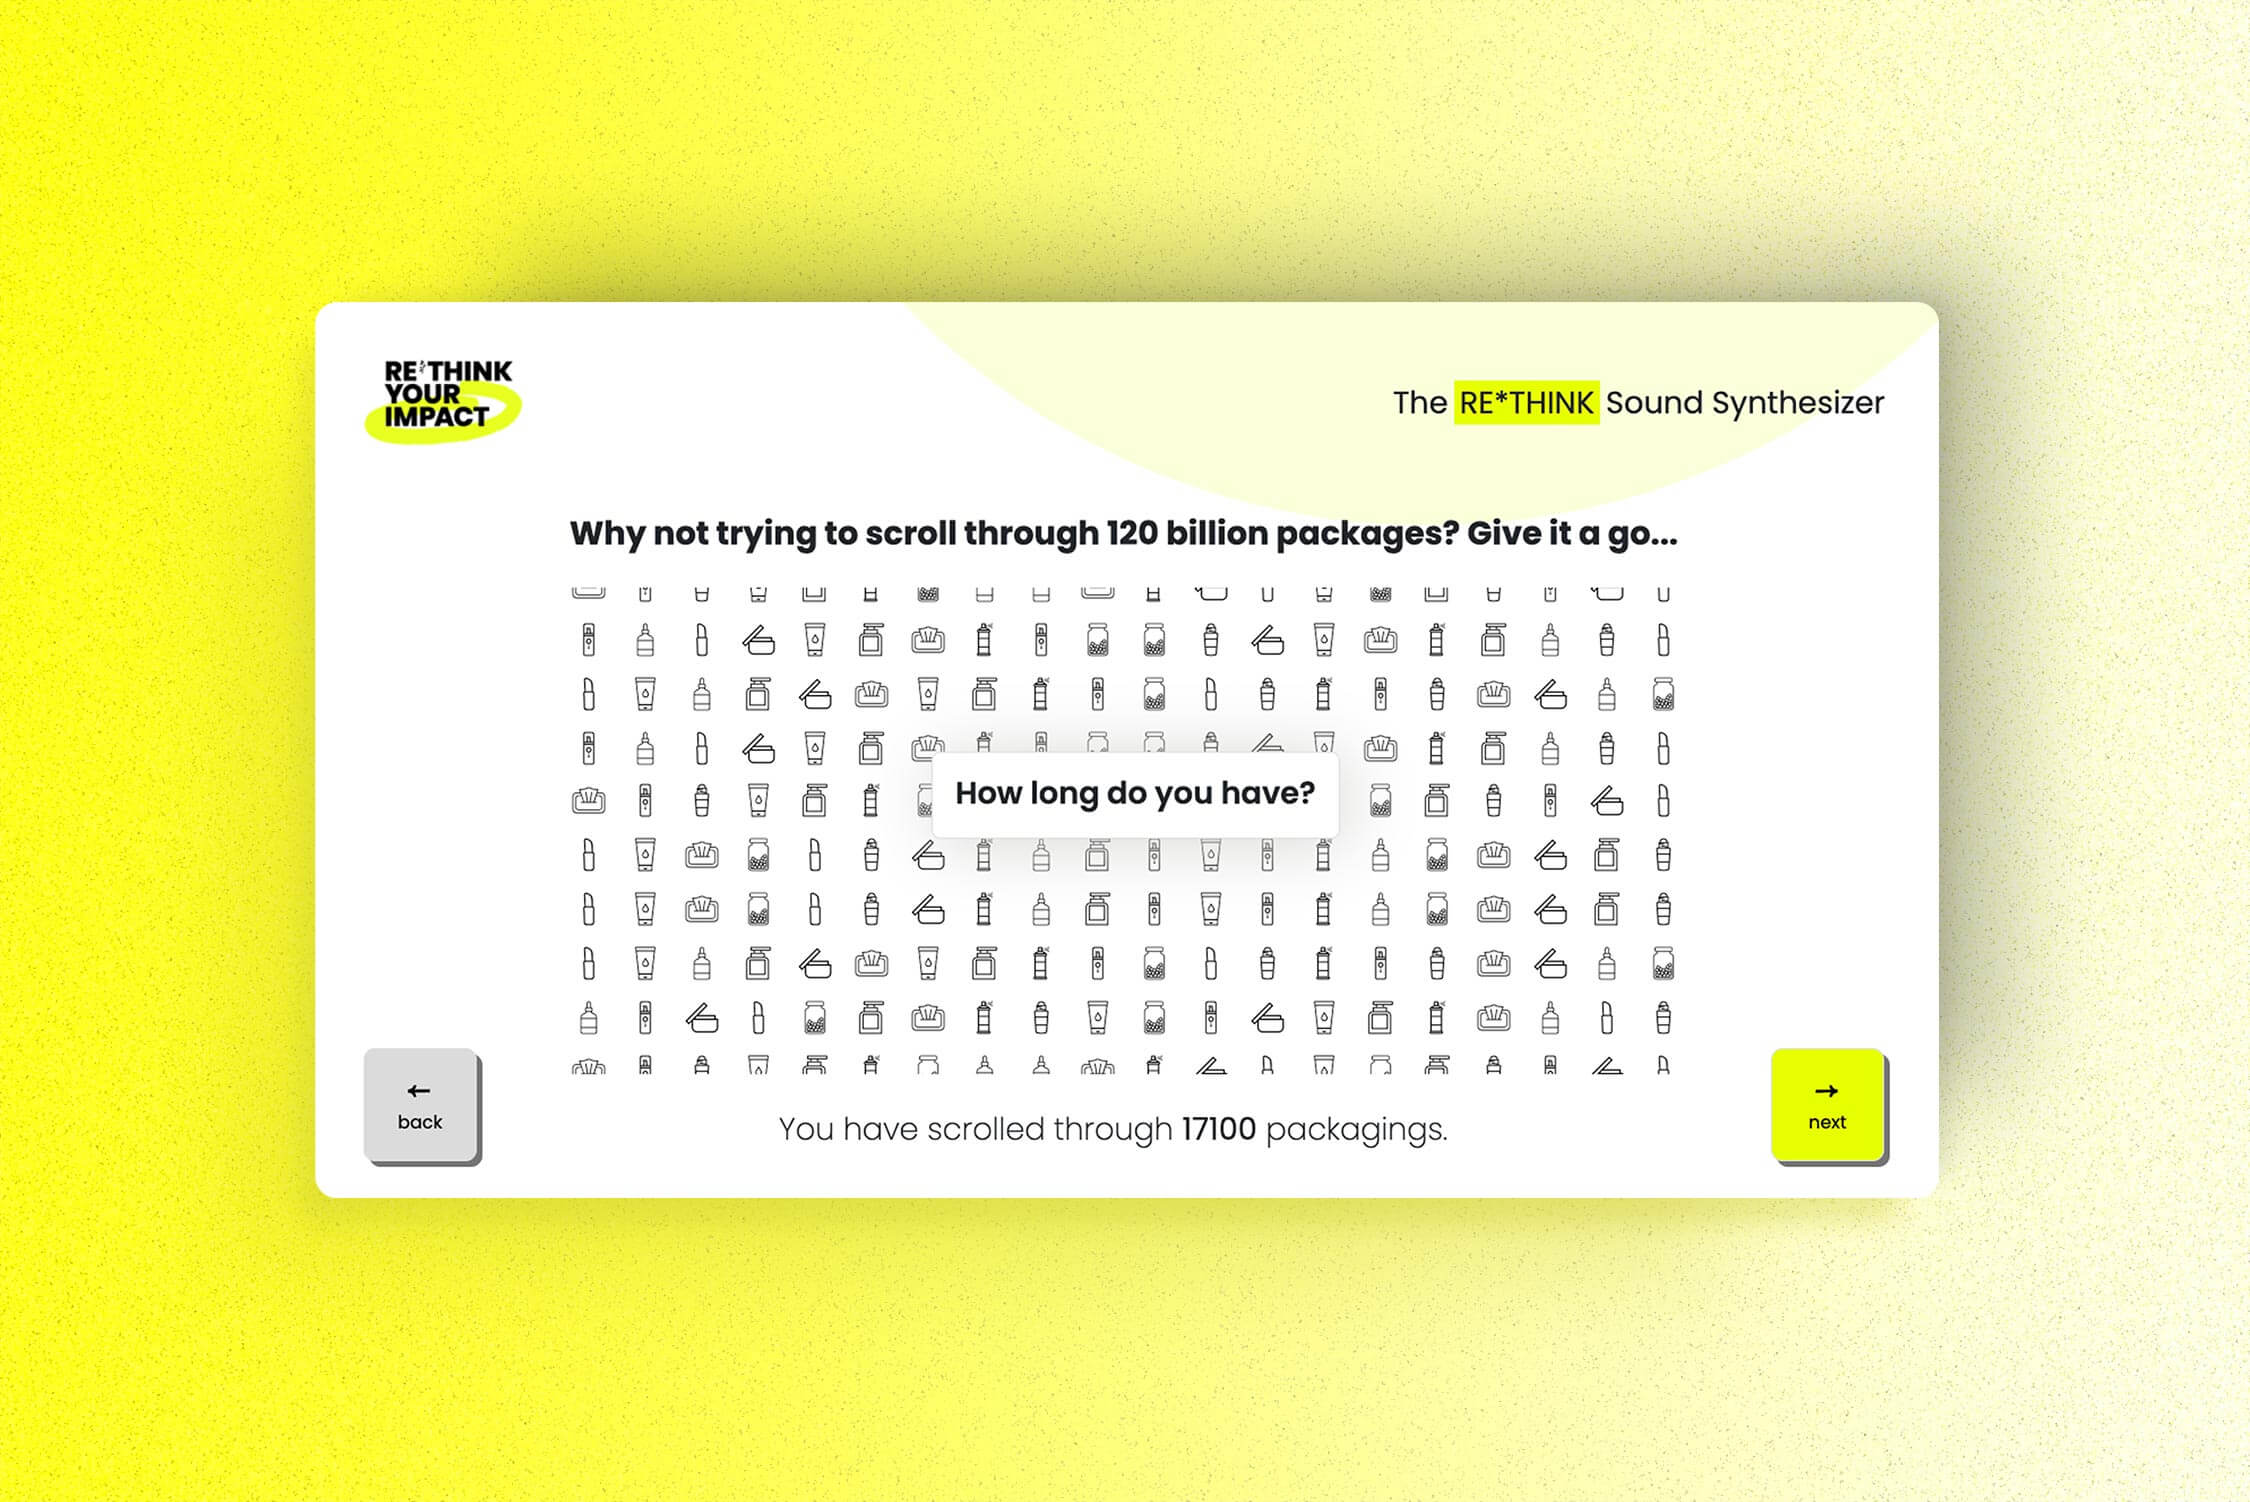 RE*THINK
YOUR
IMPACT
The RE*THINK Sound Synthesizer
Why not trying to scroll through 120 billion packages? Give it a go...
How long do you have?
← back
You have scrolled through 17100 packagings.
→ next